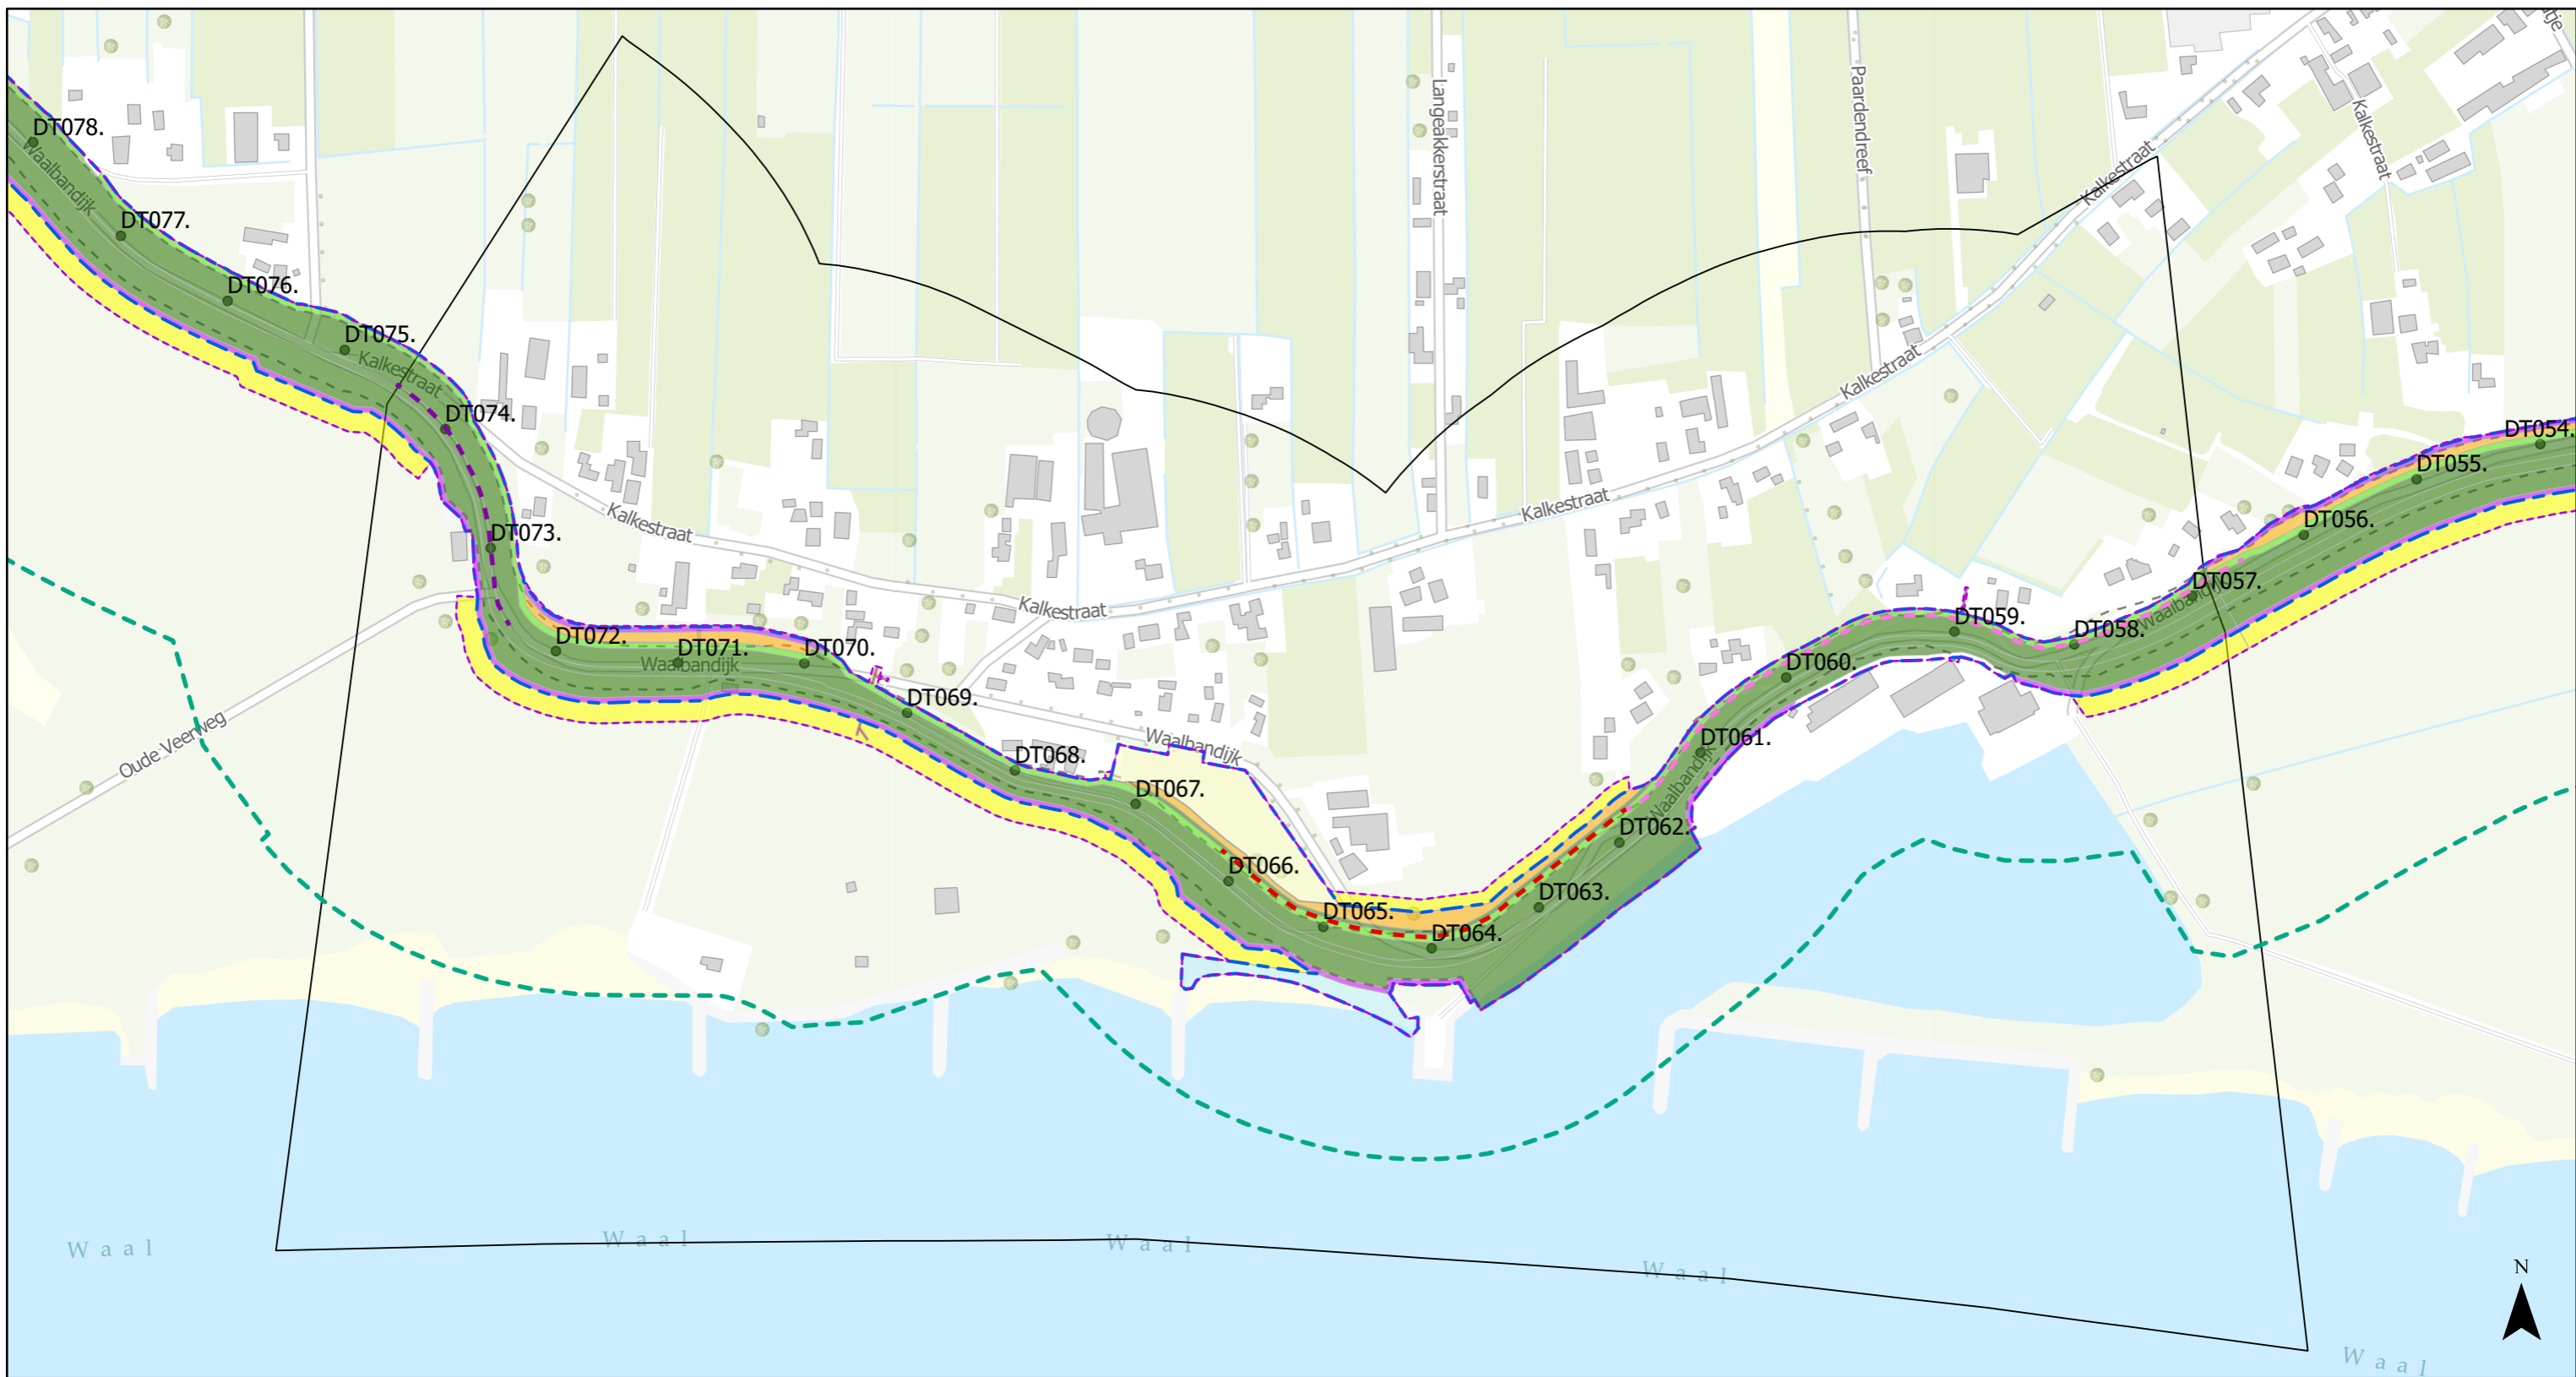 tje
DT078.
Waalbandijk
DT077.
DT076.
DT075.
Kalkestraat
DT074.
DT073.
Kalkestraat
Langeakkerstraat
Paardendreef
Kalkestraat
Kalkestraat
Kalkestraat
Kalkestraat
DT054.
DT055.
DT056.
DT057.
Waalbandijk
DT058.
DT059.
DT060.
DT061.
Waalbandijk
DT062.
DT063.
DT064.
DT065.
DT066.
DT067.
Waalbandijk
DT068.
DT069.
DT070.
DT071.
Waalbandijk
DT072.
Kalkestraat
Oude Veerweg
Waal
Waal
Waal
Waal
Waal
N